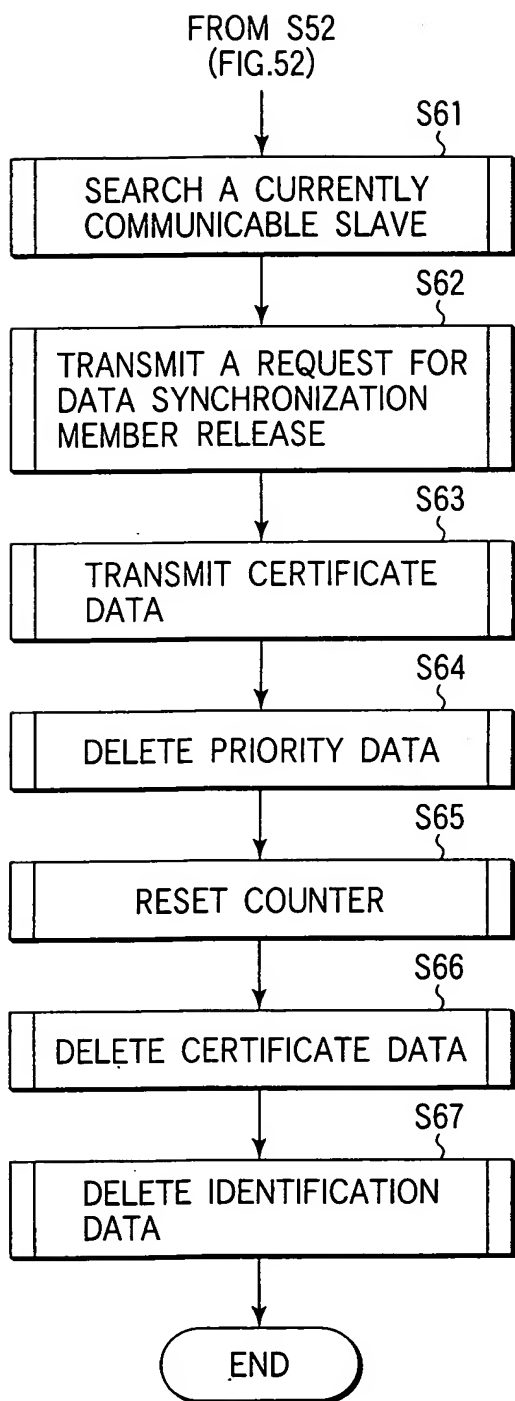 FROM S52
(FIG.52)
S61
SEARCH A CURRENTLY
COMMUNICABLE SLAVE
S62
TRANSMIT A REQUEST FOR
DATA SYNCHRONIZATION
MEMBER RELEASE
S63
TRANSMIT CERTIFICATE
DATA
S64
DELETE PRIORITY DATA
S65
RESET COUNTER
S66
DELETE CERTIFICATE DATA
S67
DELETE IDENTIFICATION
DATA
END